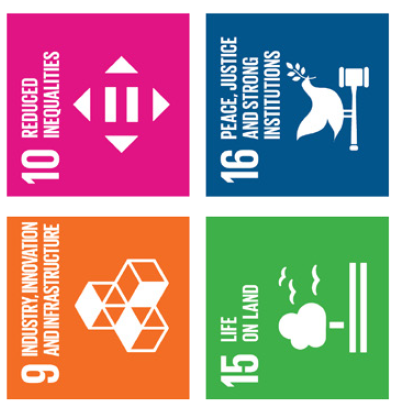 9 INDUSTRY, INNOVATION
AND INFRASTRUCTURE
10 REDUCED
INEQUALITIES
15 LIFE
ON LAND
16 PEACE, JUSTICE
AND STRONG
INSTITUTIONS